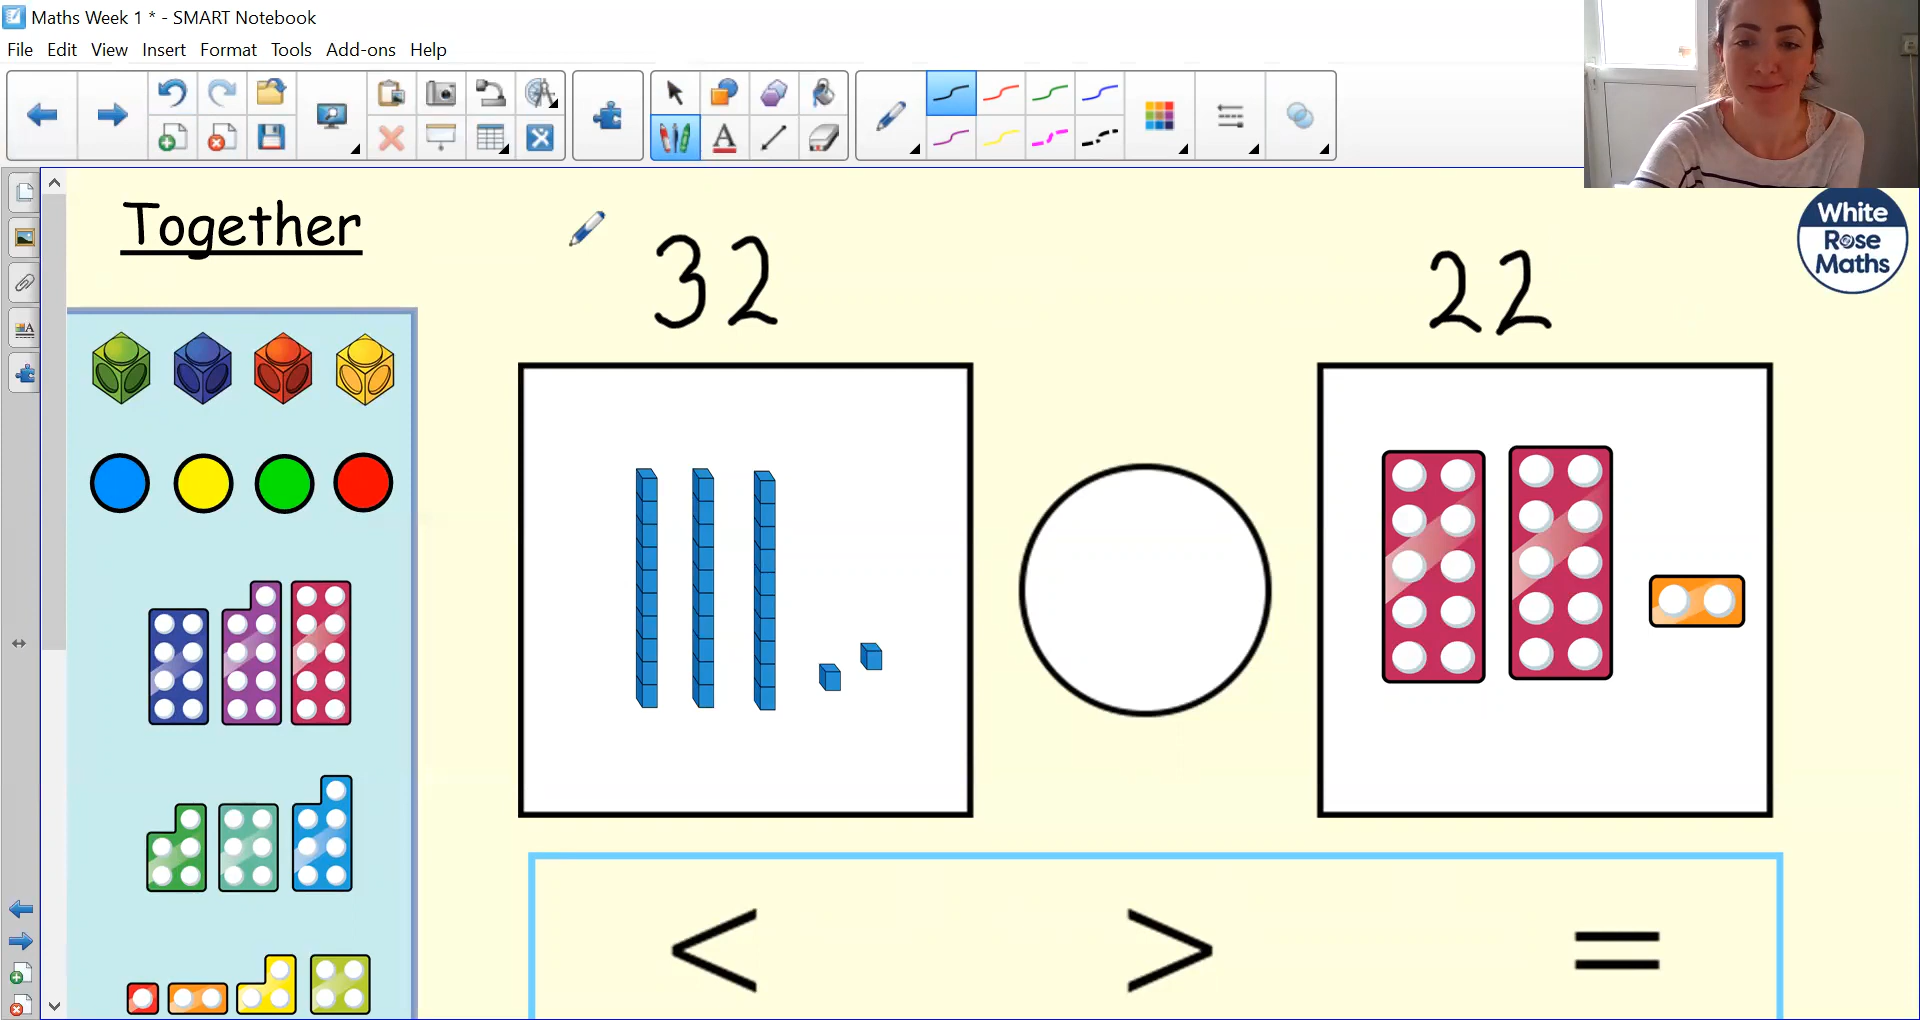 Maths Week 1 * - SMART Notebook
File Edit View Insert Format Tools Add-ons Help
Together
32
22
White
Rose
Maths
< > =